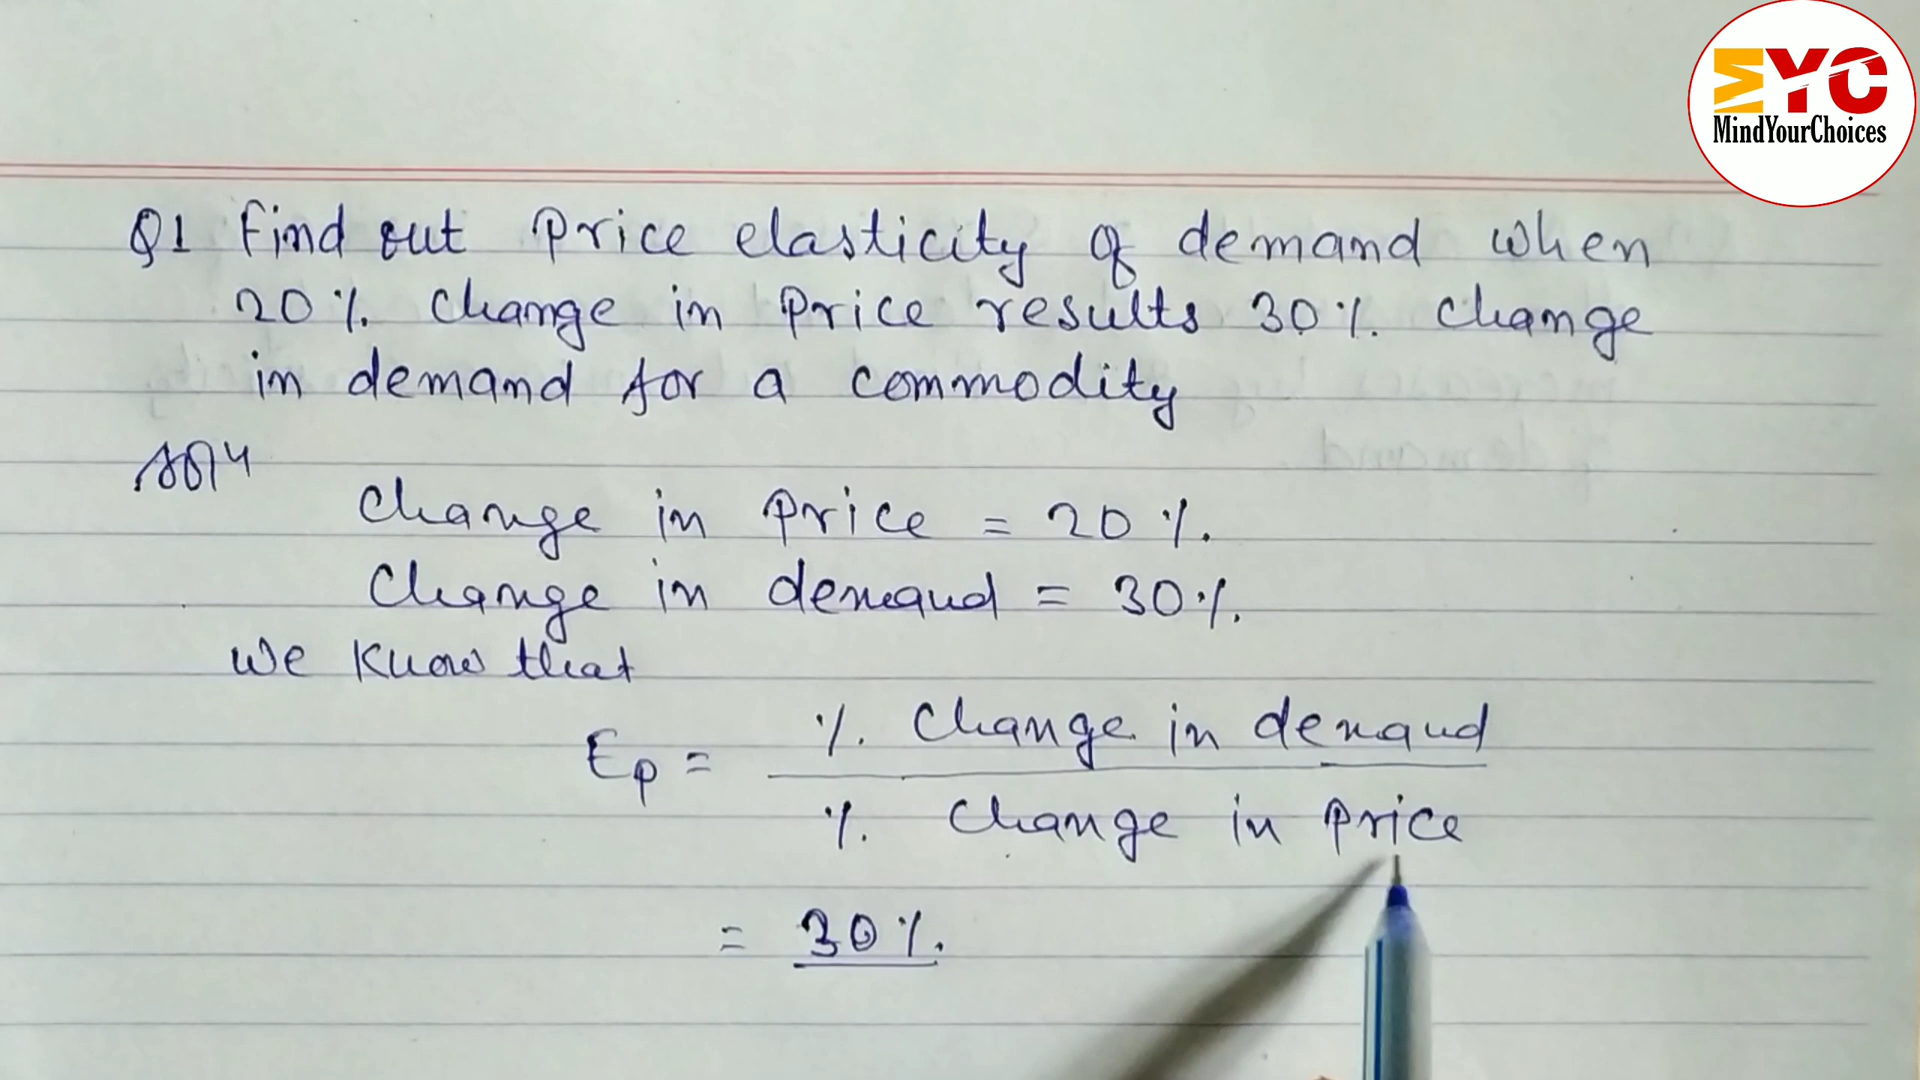 MYC
MindYourChoices
Q1 Find out Price elasticity of demand when
20%. Change in Price results 30%. Change
in demand for a commodity
Solⁿ
Change in Price = 20%.
Change in demand = 30%.
We Know that
Ep = %. Change in demand
%. Change in Price
= 30%.